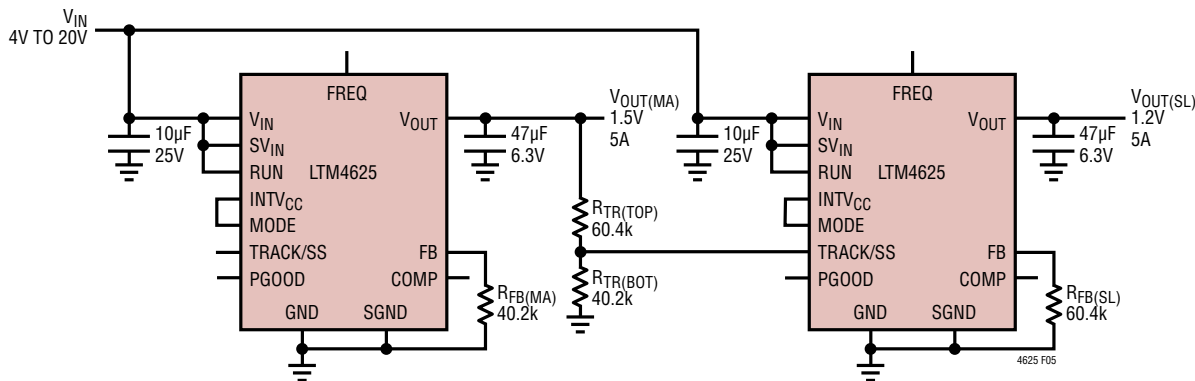 VIN
4V TO 20V
10µF
25V
FREQ
VIN
SVIN
RUN
INTVCC
MODE
TRACK/SS
PGOOD
LTM4625
VOUT
FB
COMP
GND
SGND
47µF
6.3V
RFB(MA)
40.2k
VOUT(MA)
1.5V
5A
RTR(TOP)
60.4k
RTR(BOT)
40.2k
10µF
25V
FREQ
VIN
SVIN
RUN
INTVCC
MODE
TRACK/SS
PGOOD
LTM4625
VOUT
FB
COMP
GND
SGND
47µF
6.3V
VOUT(SL)
1.2V
5A
RFB(SL)
60.4k
4625 F05